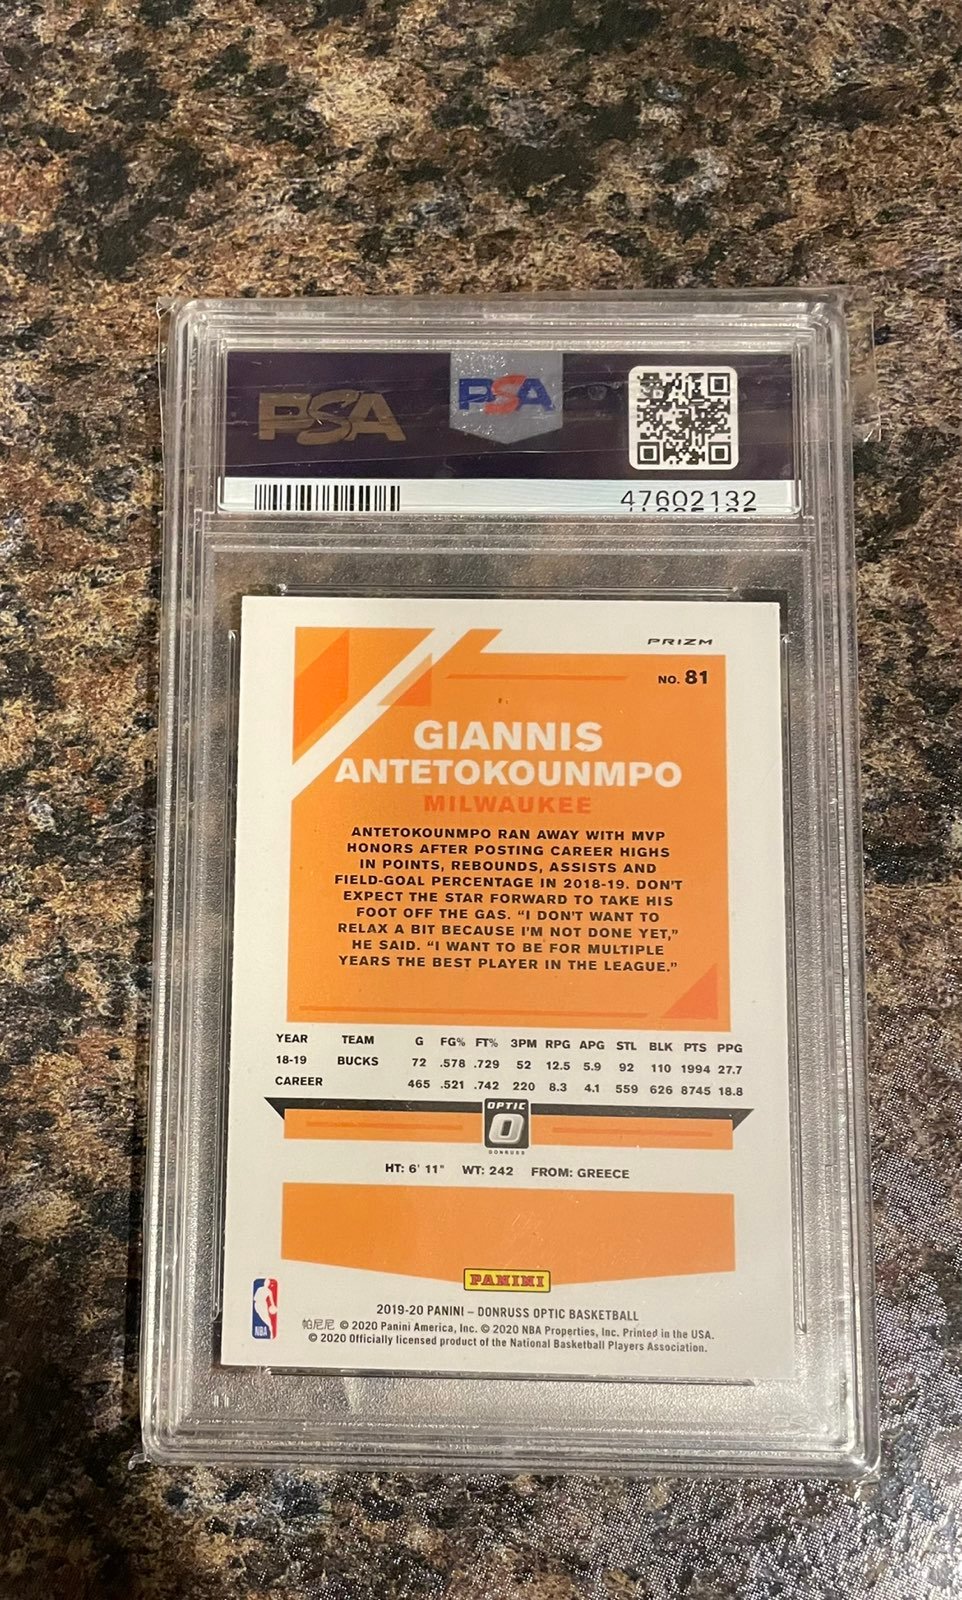 PSA PSA
47602132
PRIZM
NO. 81
GIANNIS
ANTETOKOUNMPO
MILWAUKEE
ANTETOKOUNMPO RAN AWAY WITH MVP
HONORS AFTER POSTING CAREER HIGHS
IN POINTS, REBOUNDS, ASSISTS AND
FIELD-GOAL PERCENTAGE IN 2018-19. DON'T
EXPECT THE STAR FORWARD TO TAKE HIS
FOOT OFF THE GAS. “I DON'T WANT TO
RELAX A BIT BECAUSE I'M NOT DONE YET,”
HE SAID. “I WANT TO BE FOR MULTIPLE
YEARS THE BEST PLAYER IN THE LEAGUE.”
YEAR TEAM G FG% FT% 3PM RPG APG STL BLK PTS PPG
18-19 BUCKS 72 .578 .729 52 12.5 5.9 92 110 1994 27.7
CAREER 465 .521 .742 220 8.3 4.1 559 626 8745 18.8
OPTIC
O
DONRUSS
HT: 6' 11" WT: 242 FROM: GREECE
PANINI
NBA
2019-20 PANINI – DONRUSS OPTIC BASKETBALL
帕尼尼 © 2020 Panini America, Inc. © 2020 NBA Properties, Inc. Printed in the USA.
© 2020 Officially licensed product of the National Basketball Players Association.